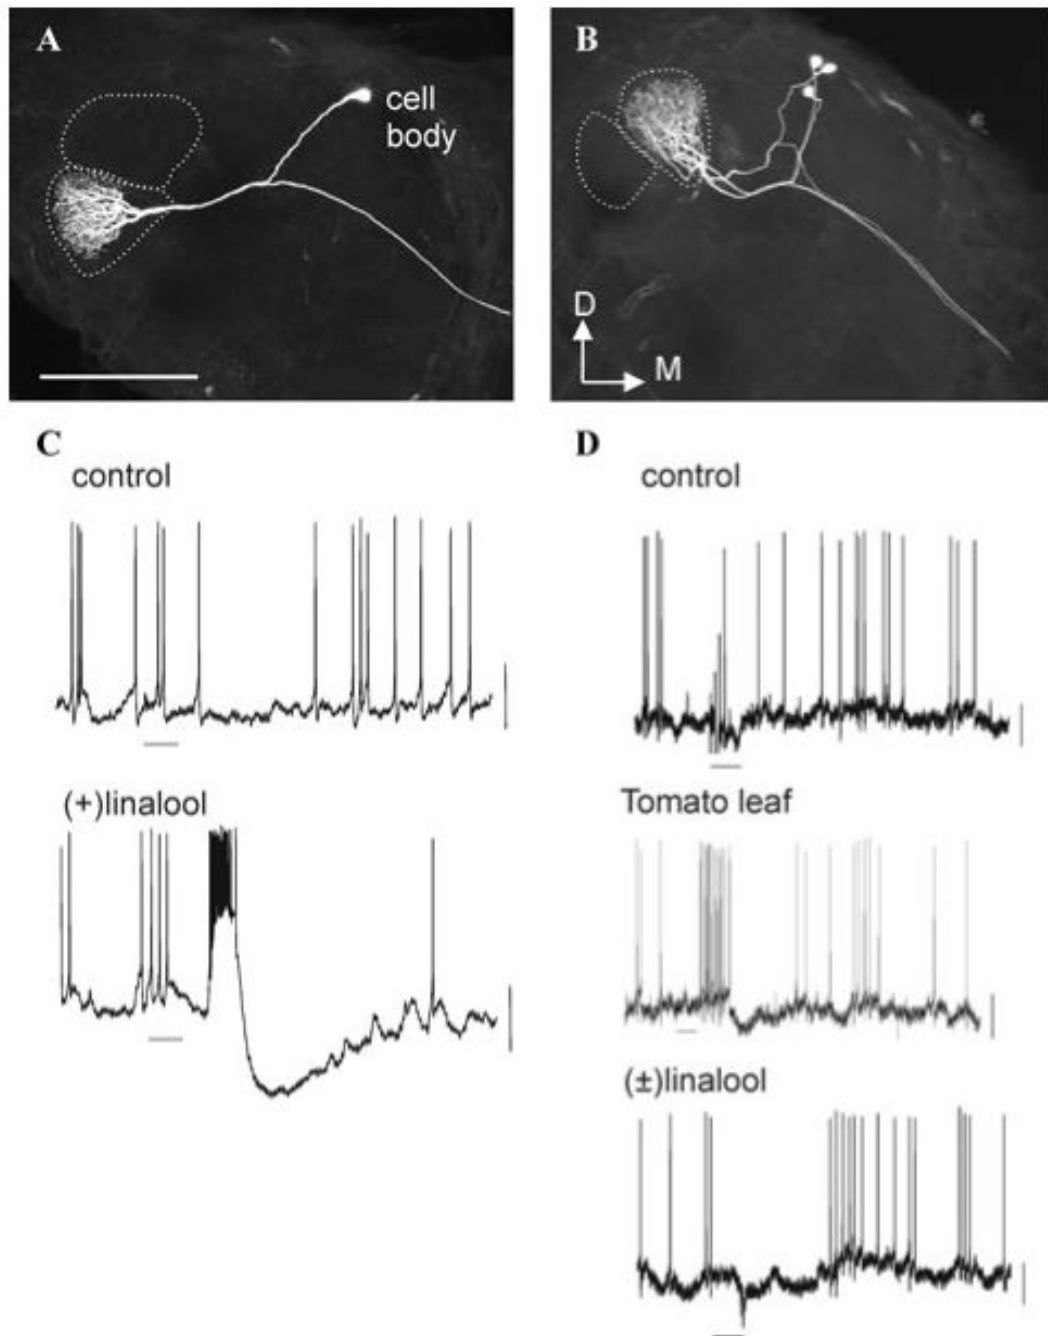 A
cell
body
B
D
M
C
control
(+)linalool
D
control
Tomato leaf
(±)linalool